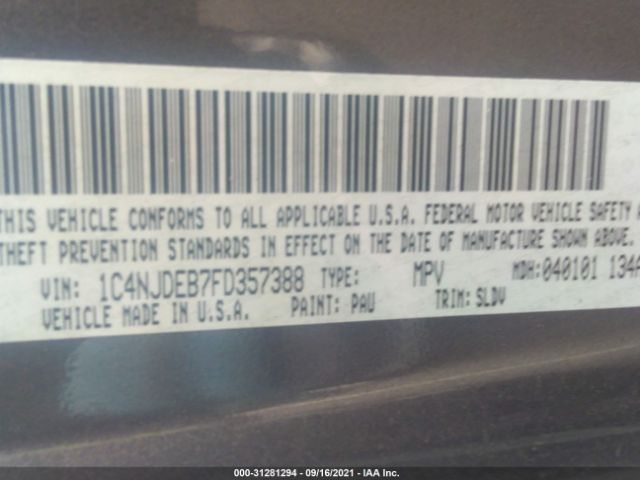 THIS VEHICLE CONFORMS TO ALL APPLICABLE U.S.A. FEDERAL MOTOR VEHICLE SAFETY
THEFT PREVENTION STANDARDS IN EFFECT ON THE DATE OF MANUFACTURE SHOWN ABOVE.
VIN: 1C4NJDEB7FD357388 TYPE: MPV MDH: 040101 1344
VEHICLE MADE IN U.S.A. PAINT: PAU TRIM: SLDV
000-31281294 - 09/16/2021 - IAA Inc.